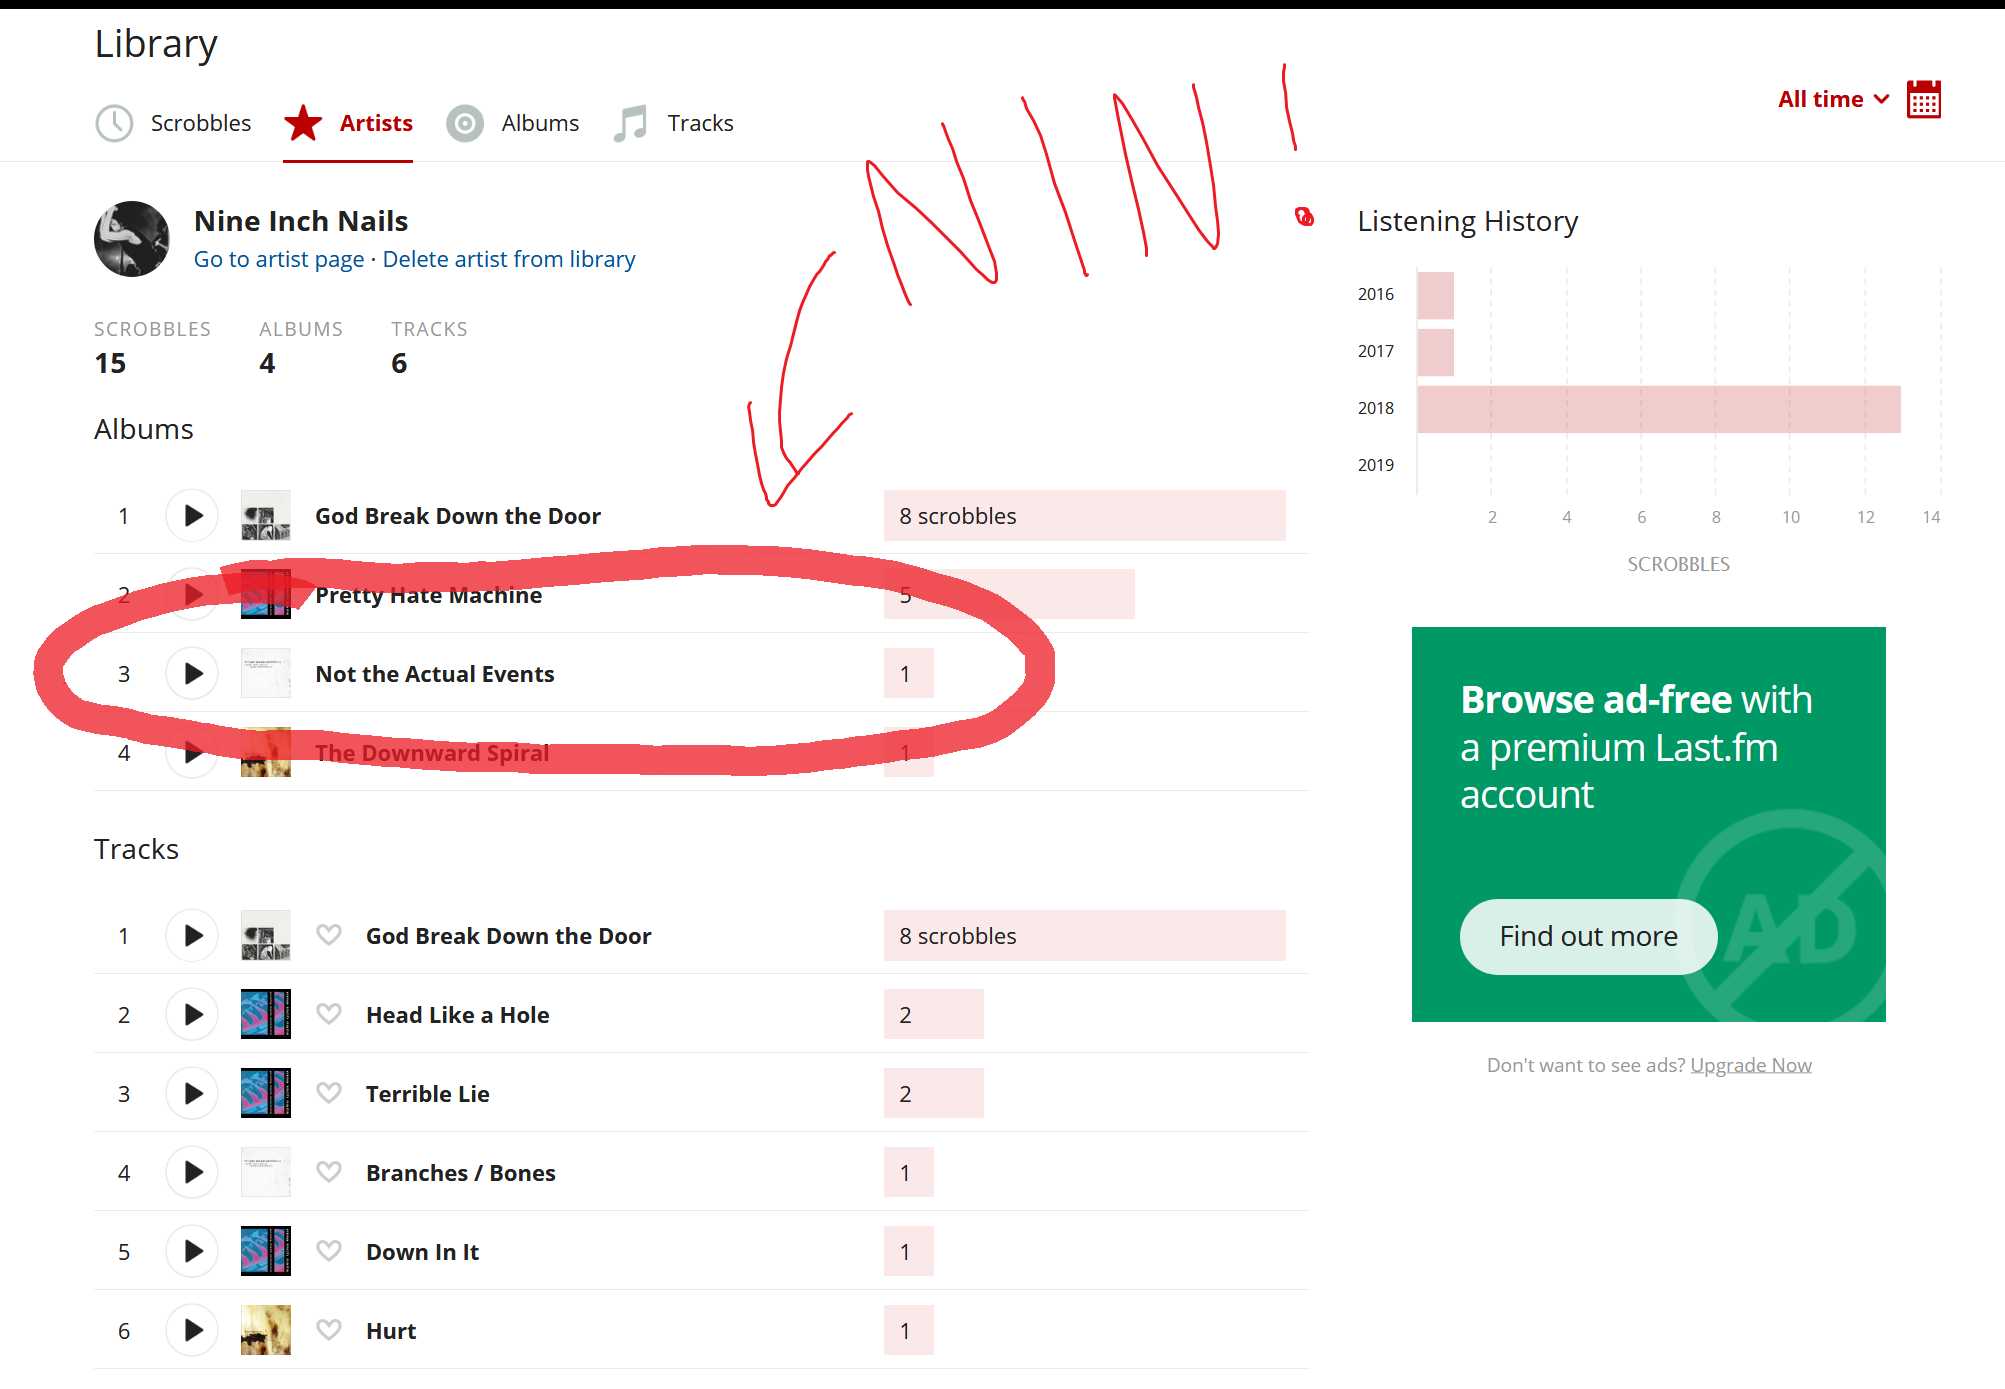 Library
Scrobbles Artists Albums Tracks
All time
NIN!
Nine Inch Nails
Go to artist page · Delete artist from library
SCROBBLES ALBUMS TRACKS
15 4 6
Albums
1 God Break Down the Door 8 scrobbles
2 Pretty Hate Machine 5
3 Not the Actual Events 1
4 The Downward Spiral 1
Tracks
1 God Break Down the Door 8 scrobbles
2 Head Like a Hole 2
3 Terrible Lie 2
4 Branches / Bones 1
5 Down In It 1
6 Hurt 1
Listening History
2016
2017
2018
2019
2 4 6 8 10 12 14
SCROBBLES
Browse ad-free with
a premium Last.fm
account
AD
Find out more
Don't want to see ads? Upgrade Now